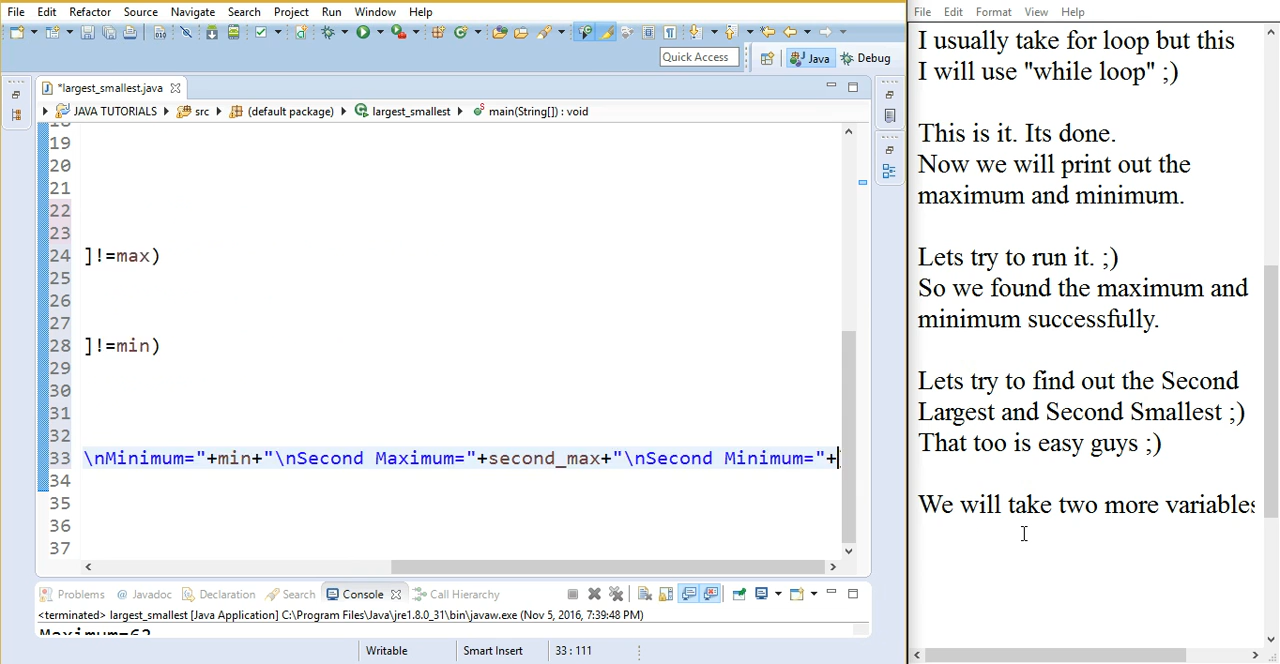 File Edit Refactor Source Navigate Search Project Run Window Help
Quick Access Java Debug
*largest_smallest.java
JAVA TUTORIALS src (default package) largest_smallest main(String[]) : void
19
20
21
22
23
24 ]!=max)
25
26
27
28 ]!=min)
29
30
31
32
33 \nMinimum="+min+"\nSecond Maximum="+second_max+"\nSecond Minimum="+
34
35
36
37
Problems Javadoc Declaration Search Console Call Hierarchy
<terminated> largest_smallest [Java Application] C:\Program Files\Java\jre1.8.0_31\bin\javaw.exe (Nov 5, 2016, 7:39:48 PM)
Maximum=62
Writable Smart Insert 33 : 111
File Edit Format View Help
I usually take for loop but this
I will use "while loop" ;)
This is it. Its done.
Now we will print out the
maximum and minimum.
Lets try to run it. ;)
So we found the maximum and
minimum successfully.
Lets try to find out the Second
Largest and Second Smallest ;)
That too is easy guys ;)
We will take two more variables